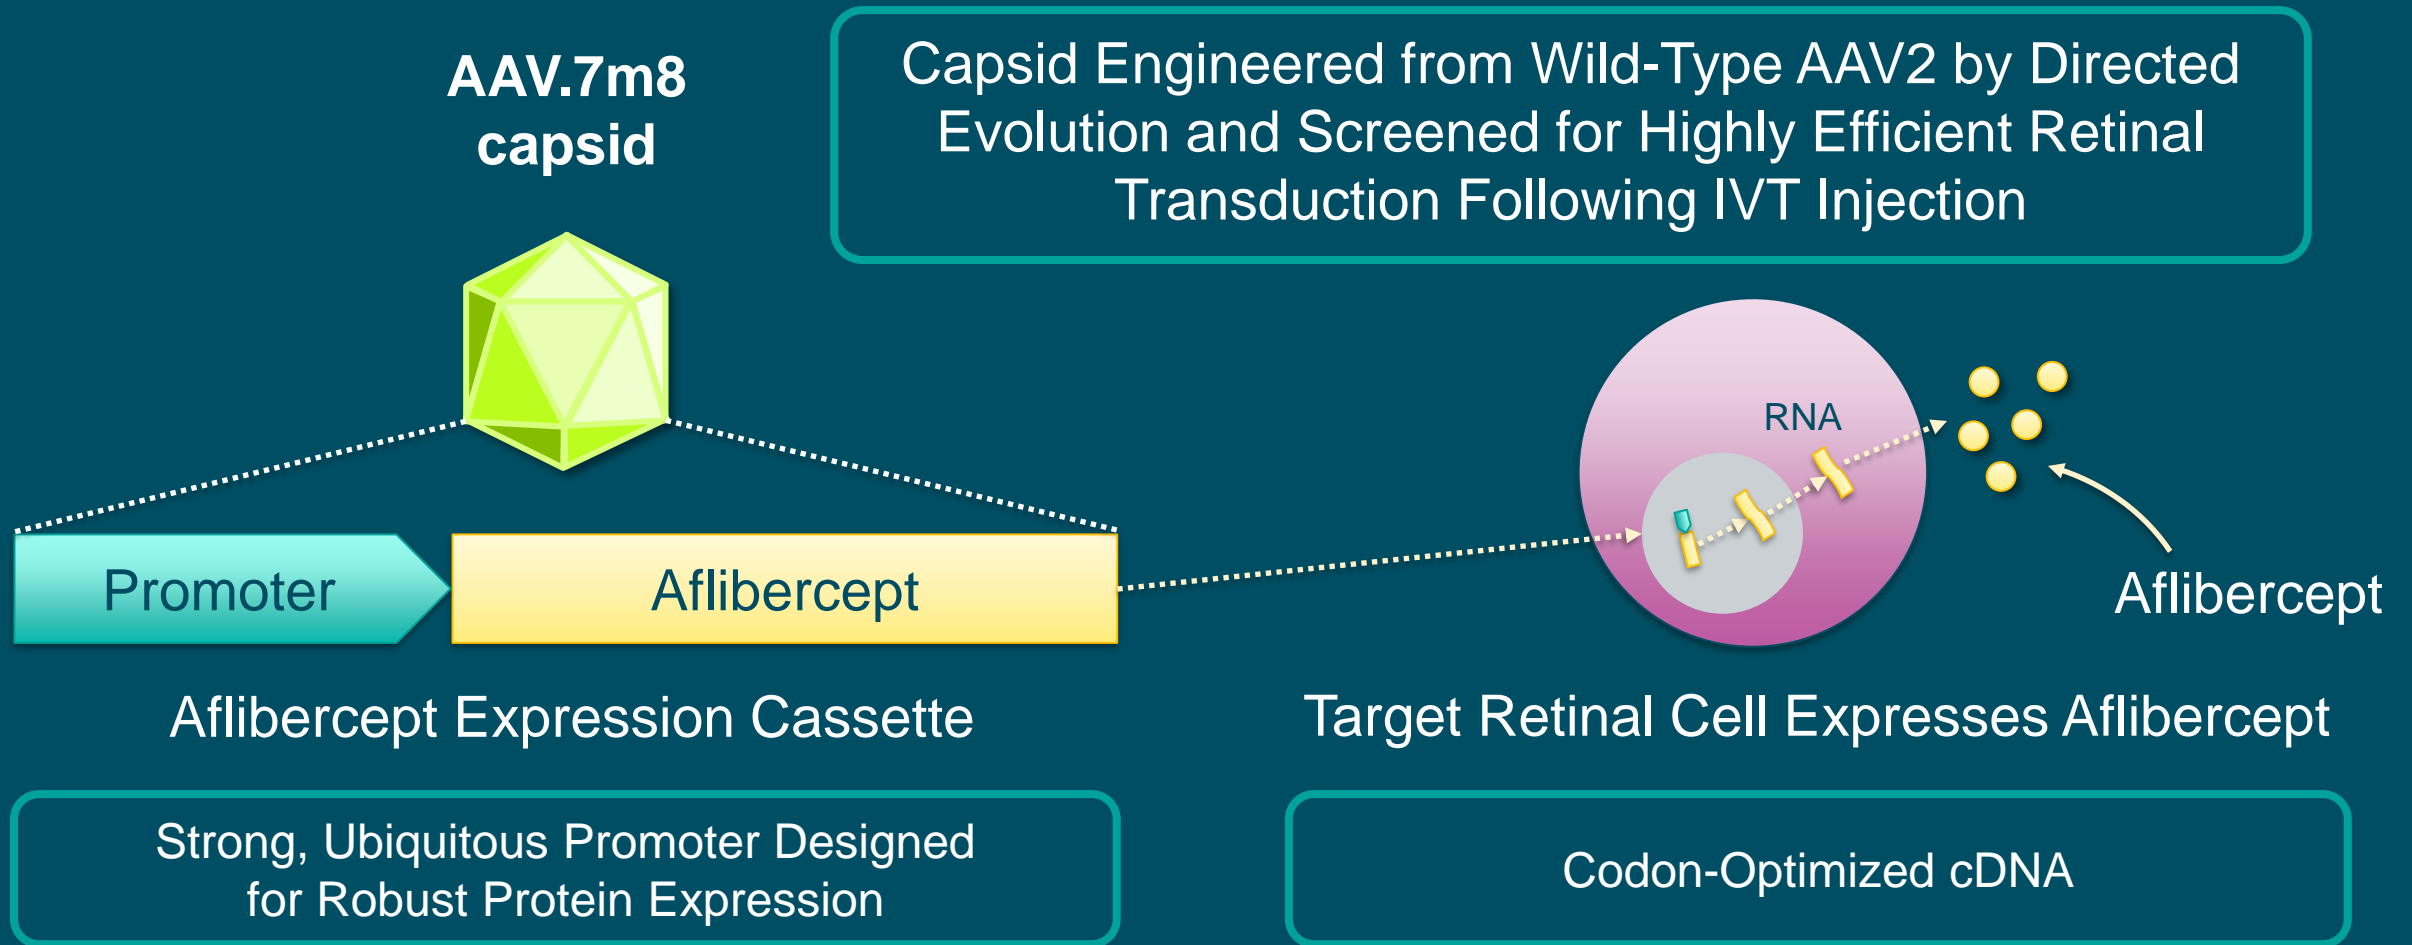 AAV.7m8
capsid
Capsid Engineered from Wild-Type AAV2 by Directed
Evolution and Screened for Highly Efficient Retinal
Transduction Following IVT Injection
RNA
Promoter
Aflibercept
Aflibercept
Aflibercept Expression Cassette
Target Retinal Cell Expresses Aflibercept
Strong, Ubiquitous Promoter Designed
for Robust Protein Expression
Codon-Optimized cDNA